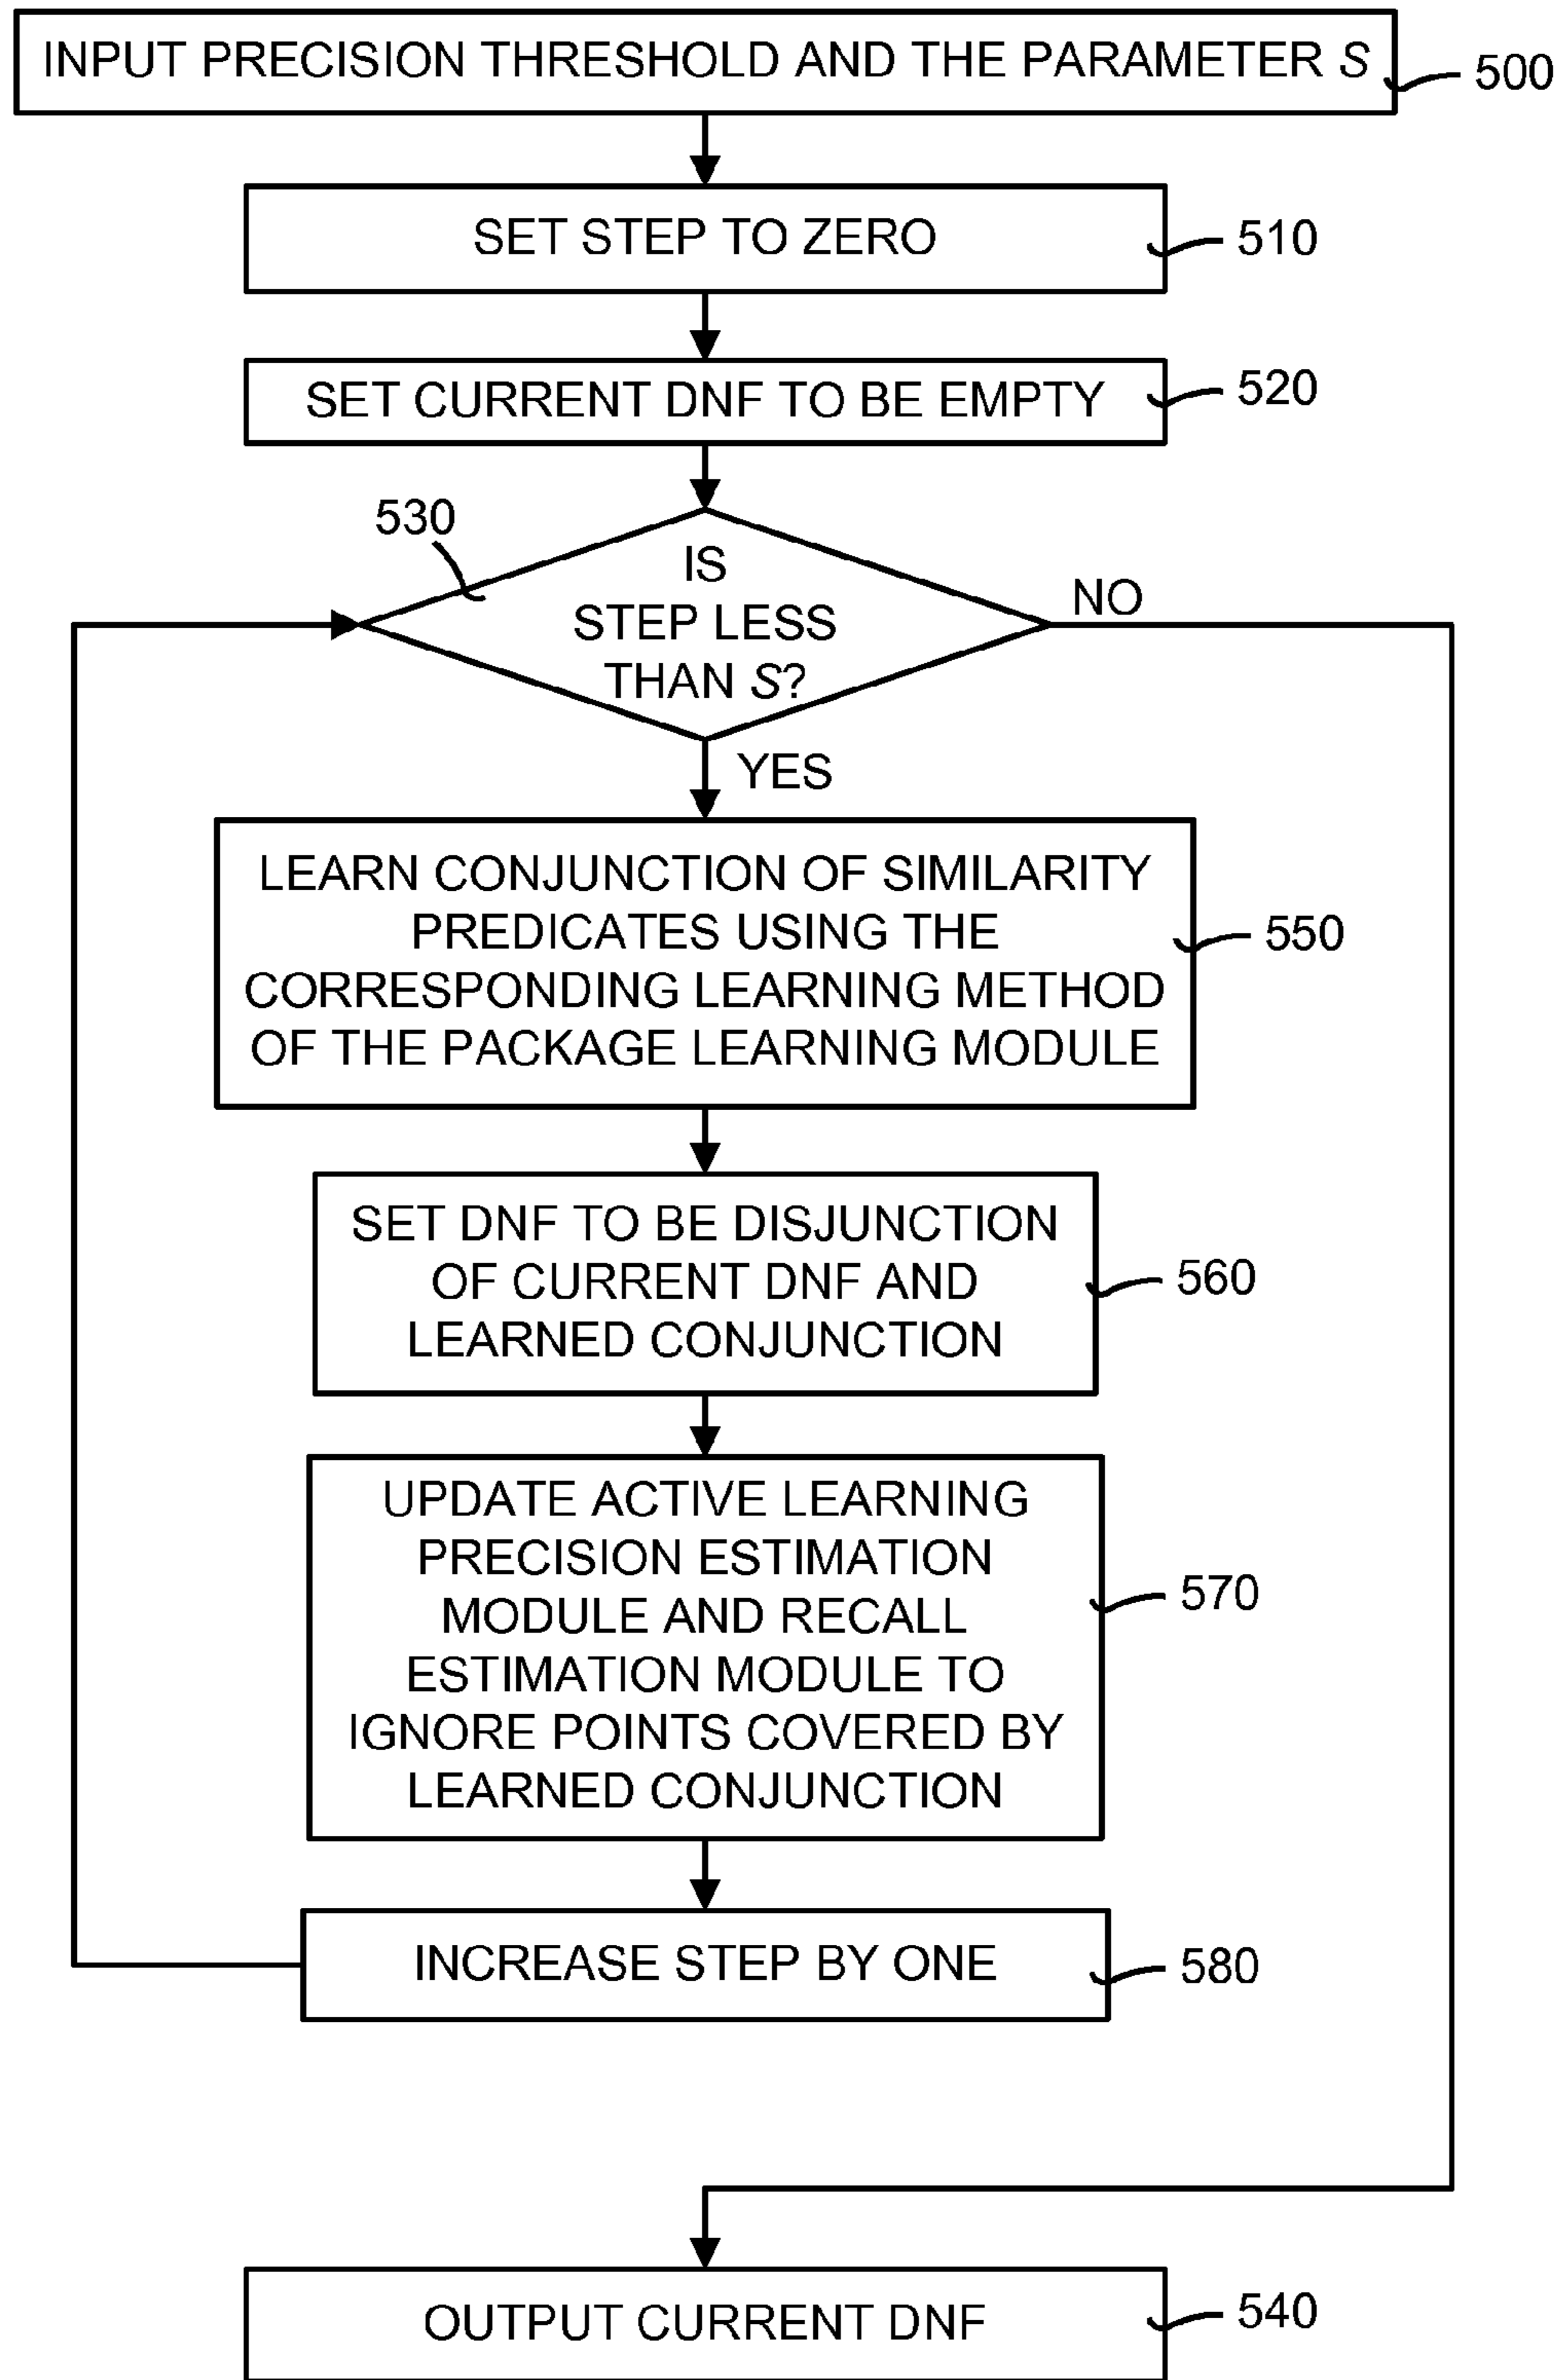 INPUT PRECISION THRESHOLD AND THE PARAMETER S
500
SET STEP TO ZERO
510
SET CURRENT DNF TO BE EMPTY
520
530
IS
STEP LESS
THAN S?
NO
YES
LEARN CONJUNCTION OF SIMILARITY
PREDICATES USING THE
CORRESPONDING LEARNING METHOD
OF THE PACKAGE LEARNING MODULE
550
SET DNF TO BE DISJUNCTION
OF CURRENT DNF AND
LEARNED CONJUNCTION
560
UPDATE ACTIVE LEARNING
PRECISION ESTIMATION
MODULE AND RECALL
ESTIMATION MODULE TO
IGNORE POINTS COVERED BY
LEARNED CONJUNCTION
570
INCREASE STEP BY ONE
580
OUTPUT CURRENT DNF
540